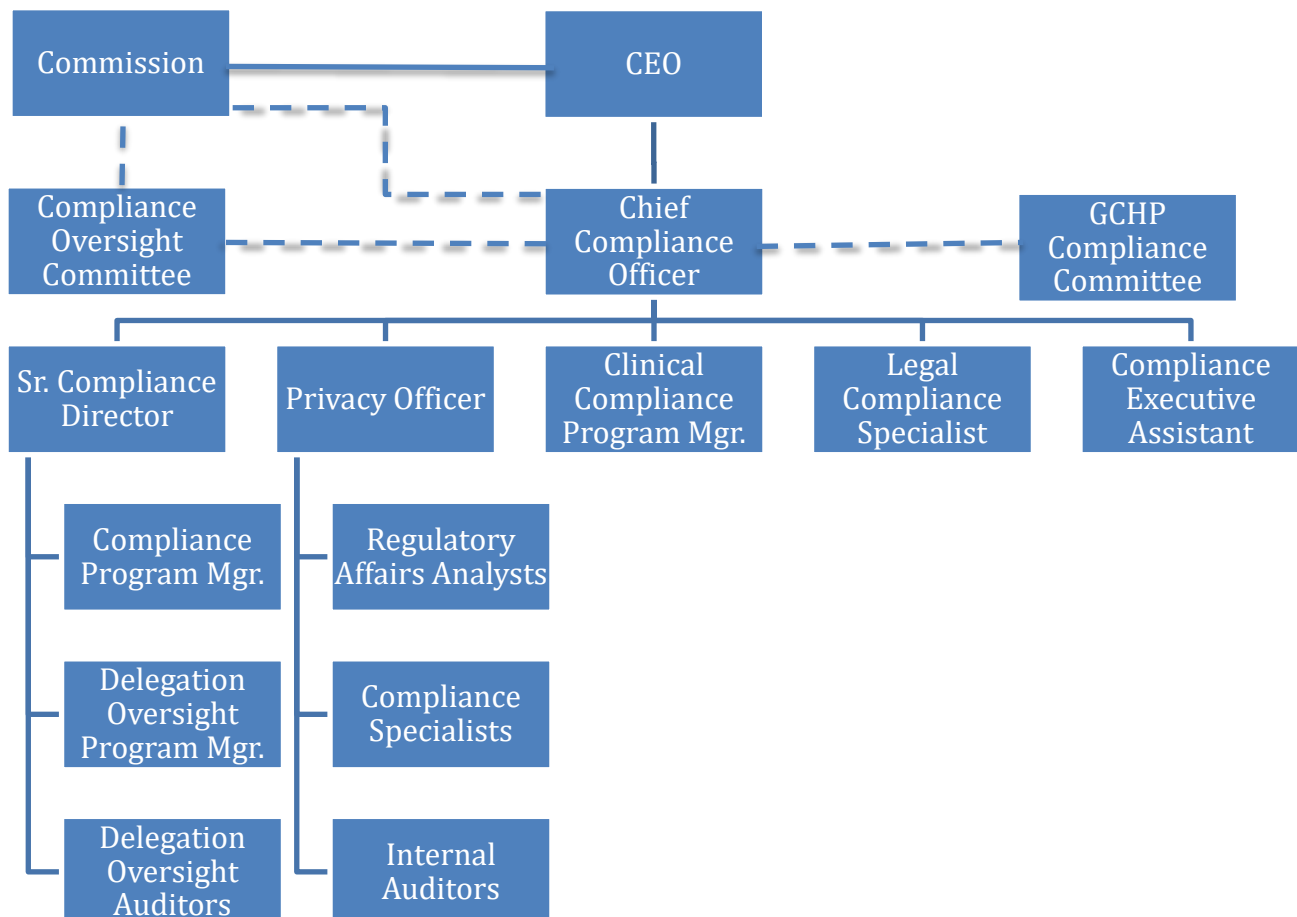 Commission
CEO
Compliance
Oversight
Committee
Chief
Compliance
Officer
GCHP
Compliance
Committee
Sr. Compliance
Director
Privacy Officer
Clinical
Compliance
Program Mgr.
Legal
Compliance
Specialist
Compliance
Executive
Assistant
Compliance
Program Mgr.
Regulatory
Affairs Analysts
Delegation
Oversight
Program Mgr.
Compliance
Specialists
Delegation
Oversight
Auditors
Internal
Auditors